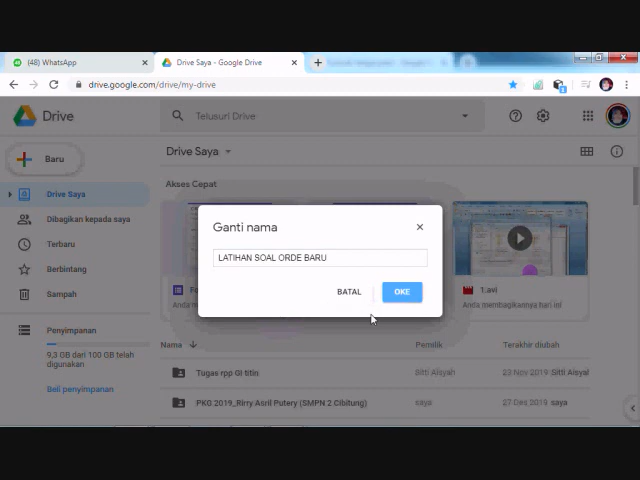 (48) WhatsApp
Drive Saya - Google Drive
drive.google.com/drive/my-drive
Drive
Telusuri Drive
Baru
Drive Saya
Akses Cepat
Drive Saya
Dibagikan kepada saya
Terbaru
Berbintang
Sampah
Penyimpanan
9,3 GB dari 100 GB telah
digunakan
Beli penyimpanan
Ganti nama
LATIHAN SOAL ORDE BARU
BATAL
OKE
1.avi
Anda membagikannya hari ini
Nama
Pemilik
Terakhir diubah
Tugas rpp GI titin
Sitti Aisyah
23 Nov 2019 Sitti Aisyal
PKG 2019_Rirry Asril Putery (SMPN 2 Cibitung)
saya
27 Des 2019 saya